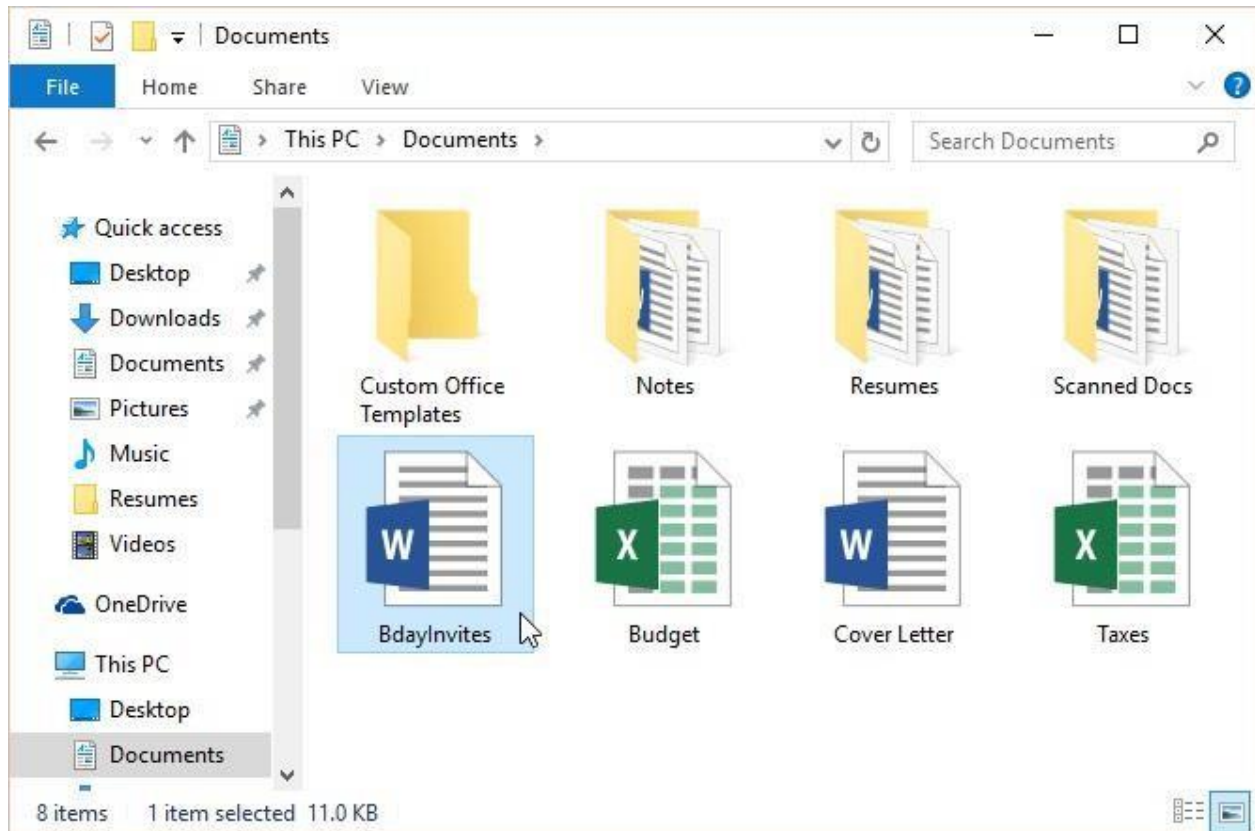 Documents
File Home Share View
This PC Documents
Search Documents
Quick access
Desktop
Downloads
Documents
Pictures
Music
Resumes
Videos
OneDrive
This PC
Desktop
Documents
Custom Office
Templates
Notes
Resumes
Scanned Docs
W
BdayInvites
X
Budget
W
Cover Letter
X
Taxes
8 items 1 item selected 11.0 KB